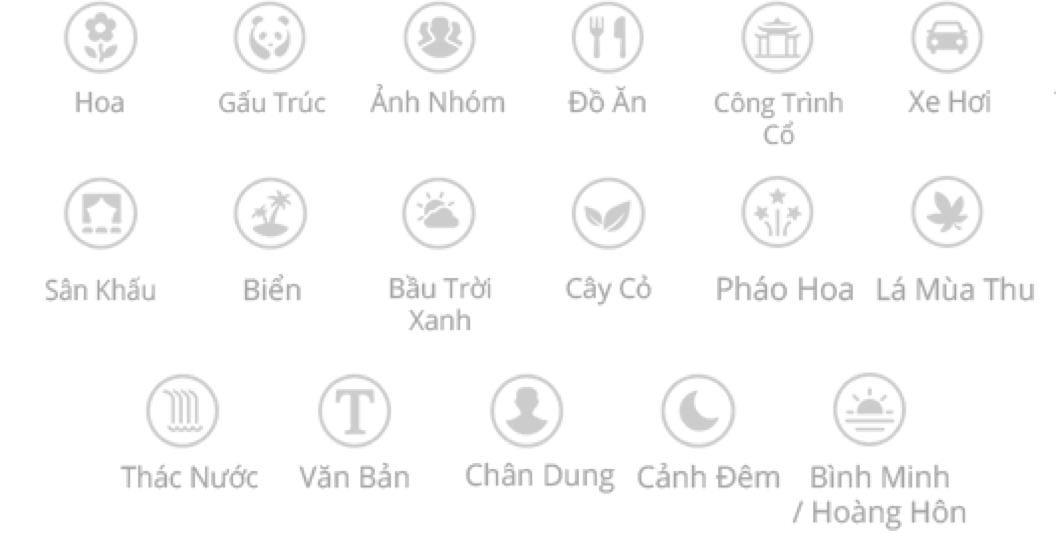 Hoa
Gấu Trúc
Ảnh Nhóm
Đồ Ăn
Công Trình
Cổ
Xe Hơi
Sân Khấu
Biển
Bầu Trời
Xanh
Cây Cỏ
Pháo Hoa
Lá Mùa Thu
Thác Nước
T
Văn Bản
Chân Dung
Cảnh Đêm
Bình Minh
/ Hoàng Hôn